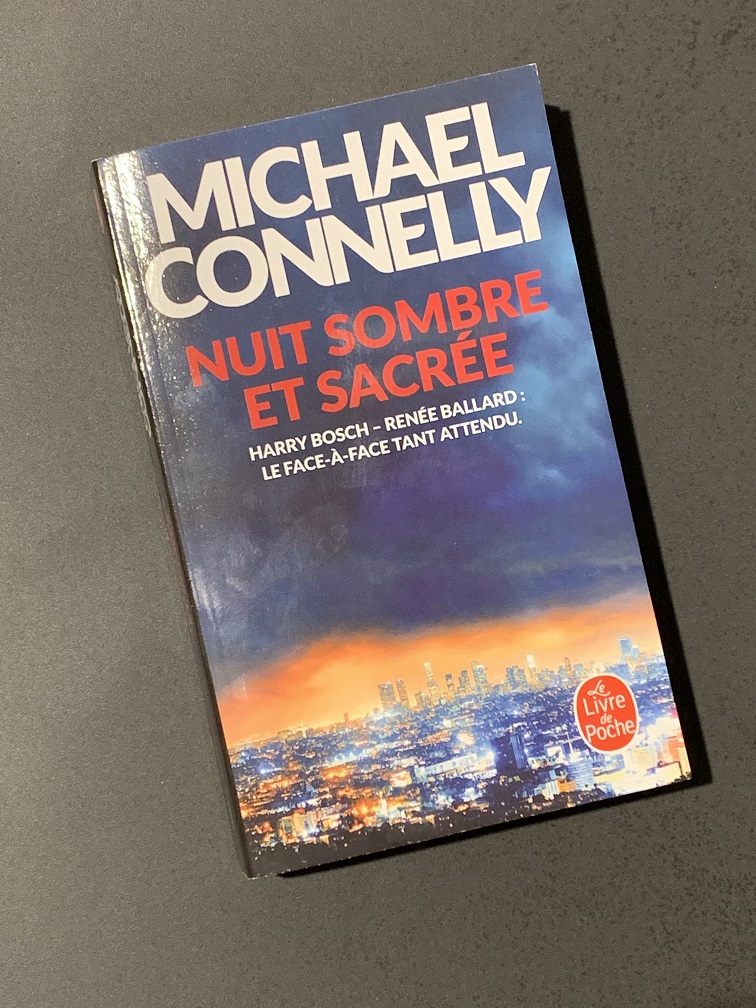 MICHAEL
CONNELLY
NUIT SOMBRE
ET SACRÉE
HARRY BOSCH – RENÉE BALLARD :
LE FACE-À-FACE TANT ATTENDU.
Le
Livre
de
Poche